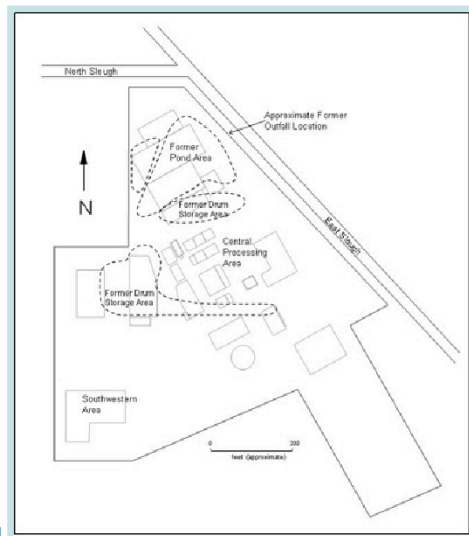 North Slough
Approximate Former
Outfall Location
Former
Pond Area
N
Former Drum
Storage Area
East Slough
Central
Processing
Area
Former Drum
Storage Area
Southwestern
Area
0 300
feet (approximate)